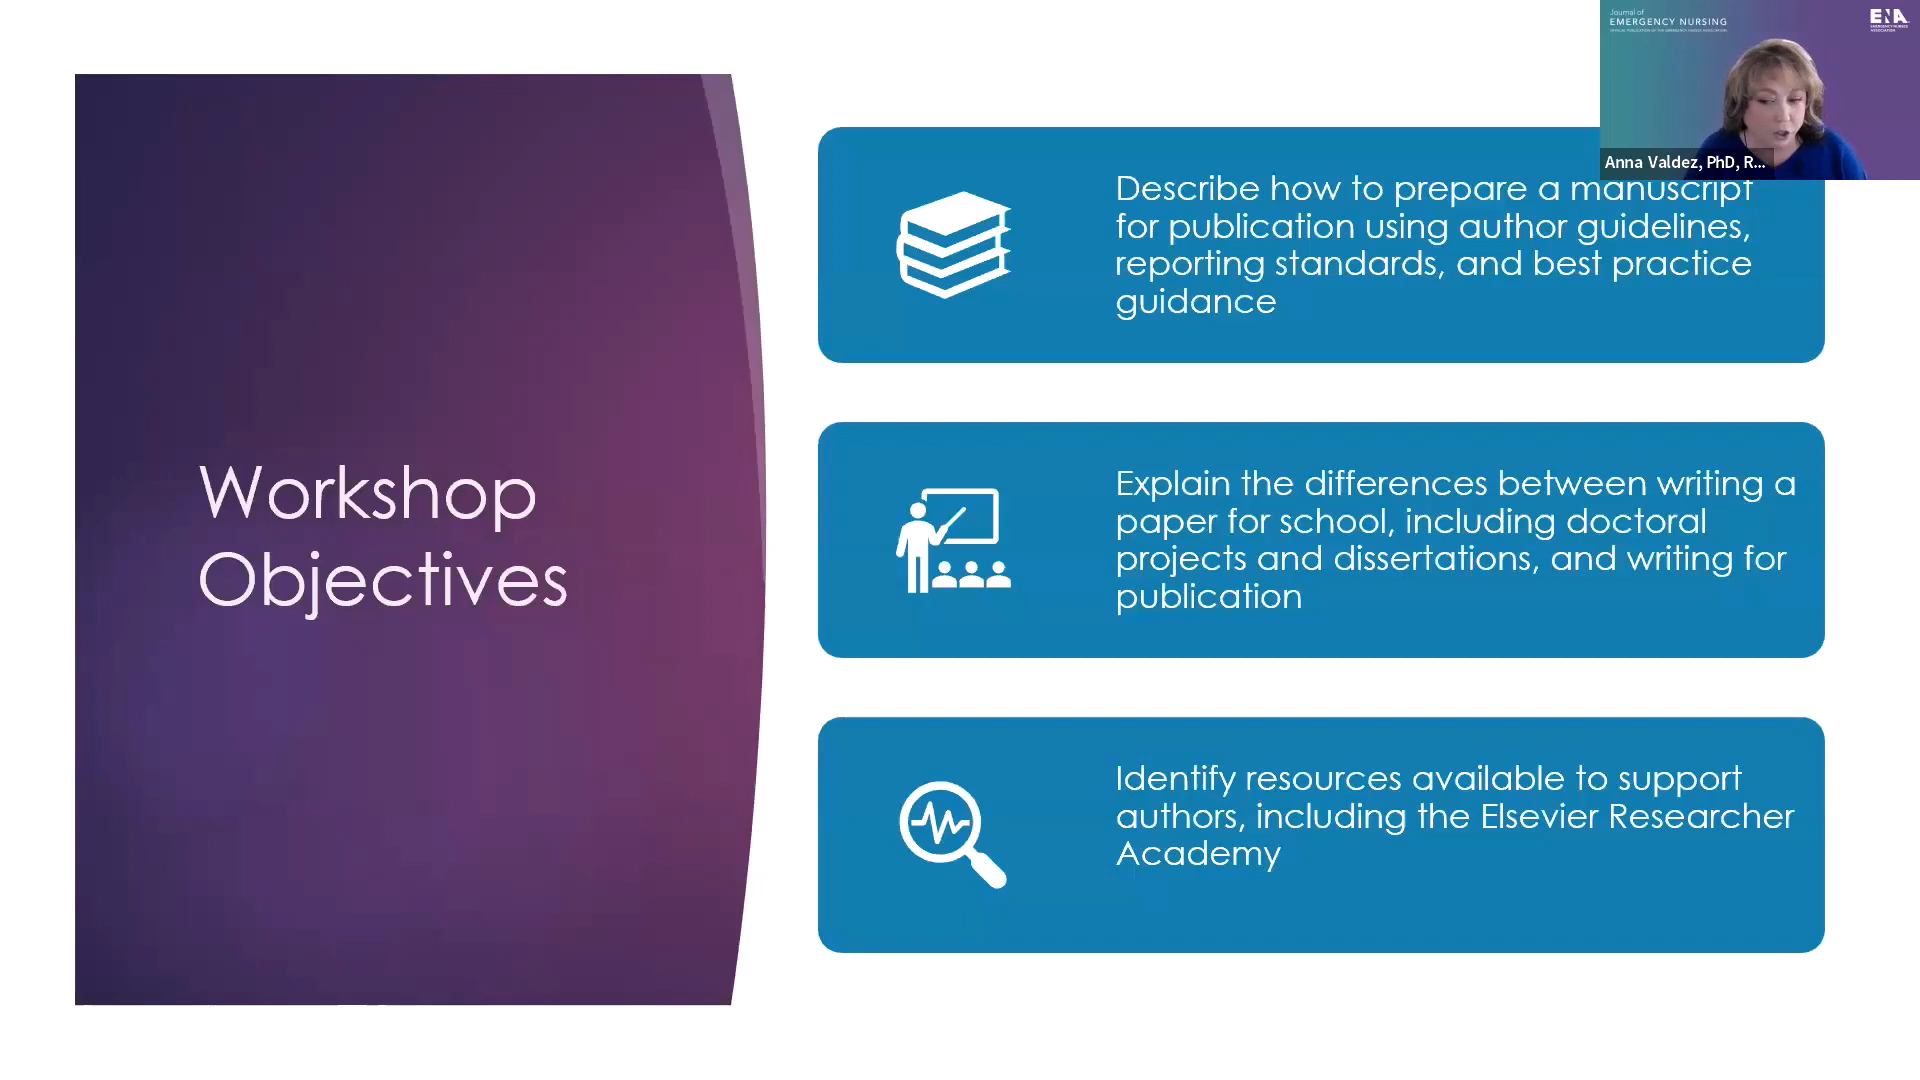 Journal of
EMERGENCY NURSING
ENA
Anna Valdez, PhD, R...
Workshop
Objectives
Describe how to prepare a manuscript
for publication using author guidelines,
reporting standards, and best practice
guidance
Explain the differences between writing a
paper for school, including doctoral
projects and dissertations, and writing for
publication
Identify resources available to support
authors, including the Elsevier Researcher
Academy